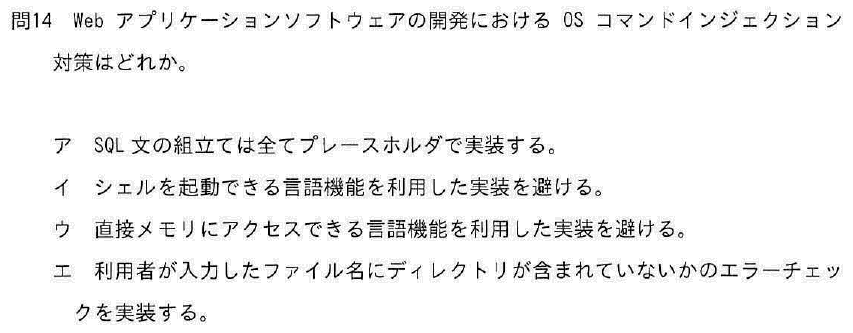 問14 Web アプリケーションソフトウェアの開発における OS コマンドインジェクション
対策はどれか。
ア SQL 文の組立ては全てプレースホルダで実装する。
イ シェルを起動できる言語機能を利用した実装を避ける。
ウ 直接メモリにアクセスできる言語機能を利用した実装を避ける。
エ 利用者が入力したファイル名にディレクトリが含まれていないかのエラーチェッ
クを実装する。